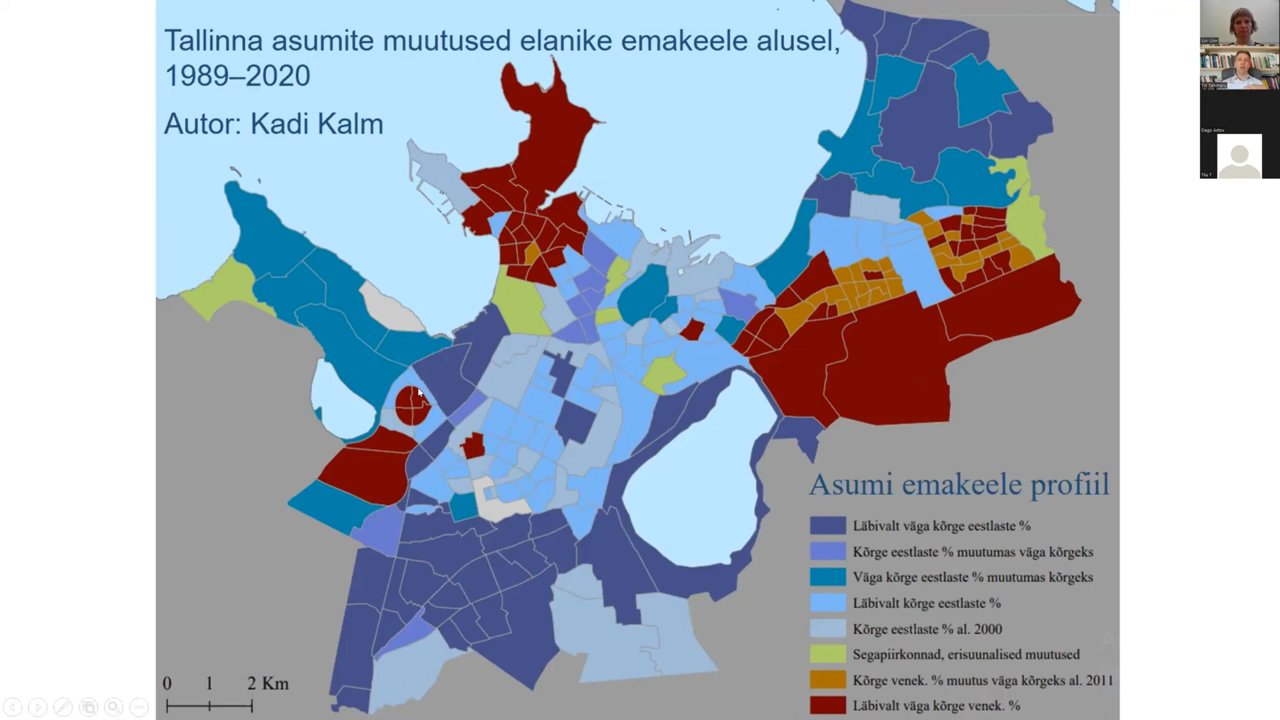 Tallinna asumite muutused elanike emakeele alusel,
1989–2020
Autor: Kadi Kalm
Asumi emakeele profiil
Läbivalt väga kõrge eestlaste %
Kõrge eestlaste % muutumas väga kõrgeks
Väga kõrge eestlaste % muutumas kõrgeks
Läbivalt kõrge eestlaste %
Kõrge eestlaste % al. 2000
Segapiirkonnad, erisuunalised muutused
Kõrge venek. % muutus väga kõrgeks al. 2011
Läbivalt väga kõrge venek. %
0 1 2 Km